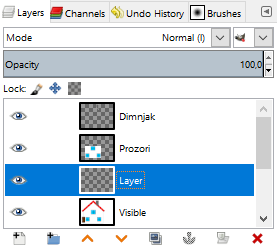 Layers Channels Undo History Brushes
Mode Normal (l)
Opacity 100,0
Lock:
Dimnjak
Prozori
Layer
Visible